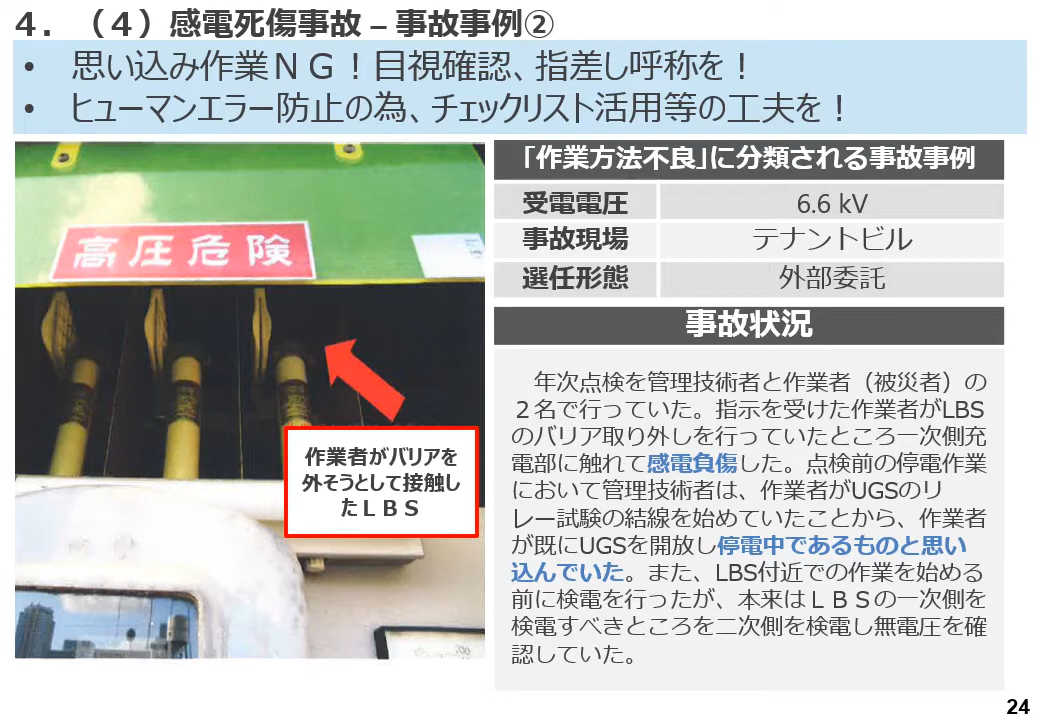 ４．（４）感電死傷事故 – 事故事例②
• 思い込み作業ＮＧ！目視確認、指差し呼称を！
• ヒューマンエラー防止の為、チェックリスト活用等の工夫を！
高圧危険
作業者がバリアを
外そうとして接触し
たＬＢＳ
「作業方法不良」に分類される事故事例
受電電圧 6.6 kV
事故現場 テナントビル
選任形態 外部委託
事故状況
年次点検を管理技術者と作業者（被災者）の
２名で行っていた。指示を受けた作業者がLBS
のバリア取り外しを行っていたところ一次側充
電部に触れて感電負傷した。点検前の停電作業
において管理技術者は、作業者がUGSのリ
レー試験の結線を始めていたことから、作業者
が既にUGSを開放し停電中であるものと思い
込んでいた。また、LBS付近での作業を始める
前に検電を行ったが、本来はＬＢＳの一次側を
検電すべきところを二次側を検電し無電圧を確
認していた。
24